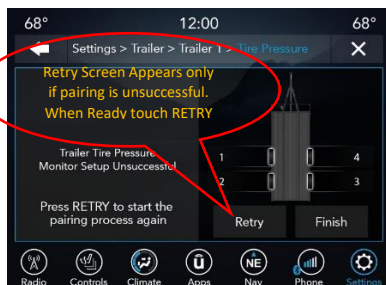 68° 12:00 68°
Settings > Trailer > Trailer 1 > Tire Pressure
Retry Screen Appears only
if pairing is unsuccessful.
When Ready touch RETRY
Trailer Tire Pressure
Monitor Setup Unsuccessful
1 4
2 3
Press RETRY to start the
pairing process again
Retry Finish
Radio Controls Climate Apps Nav Phone Settings
û NE